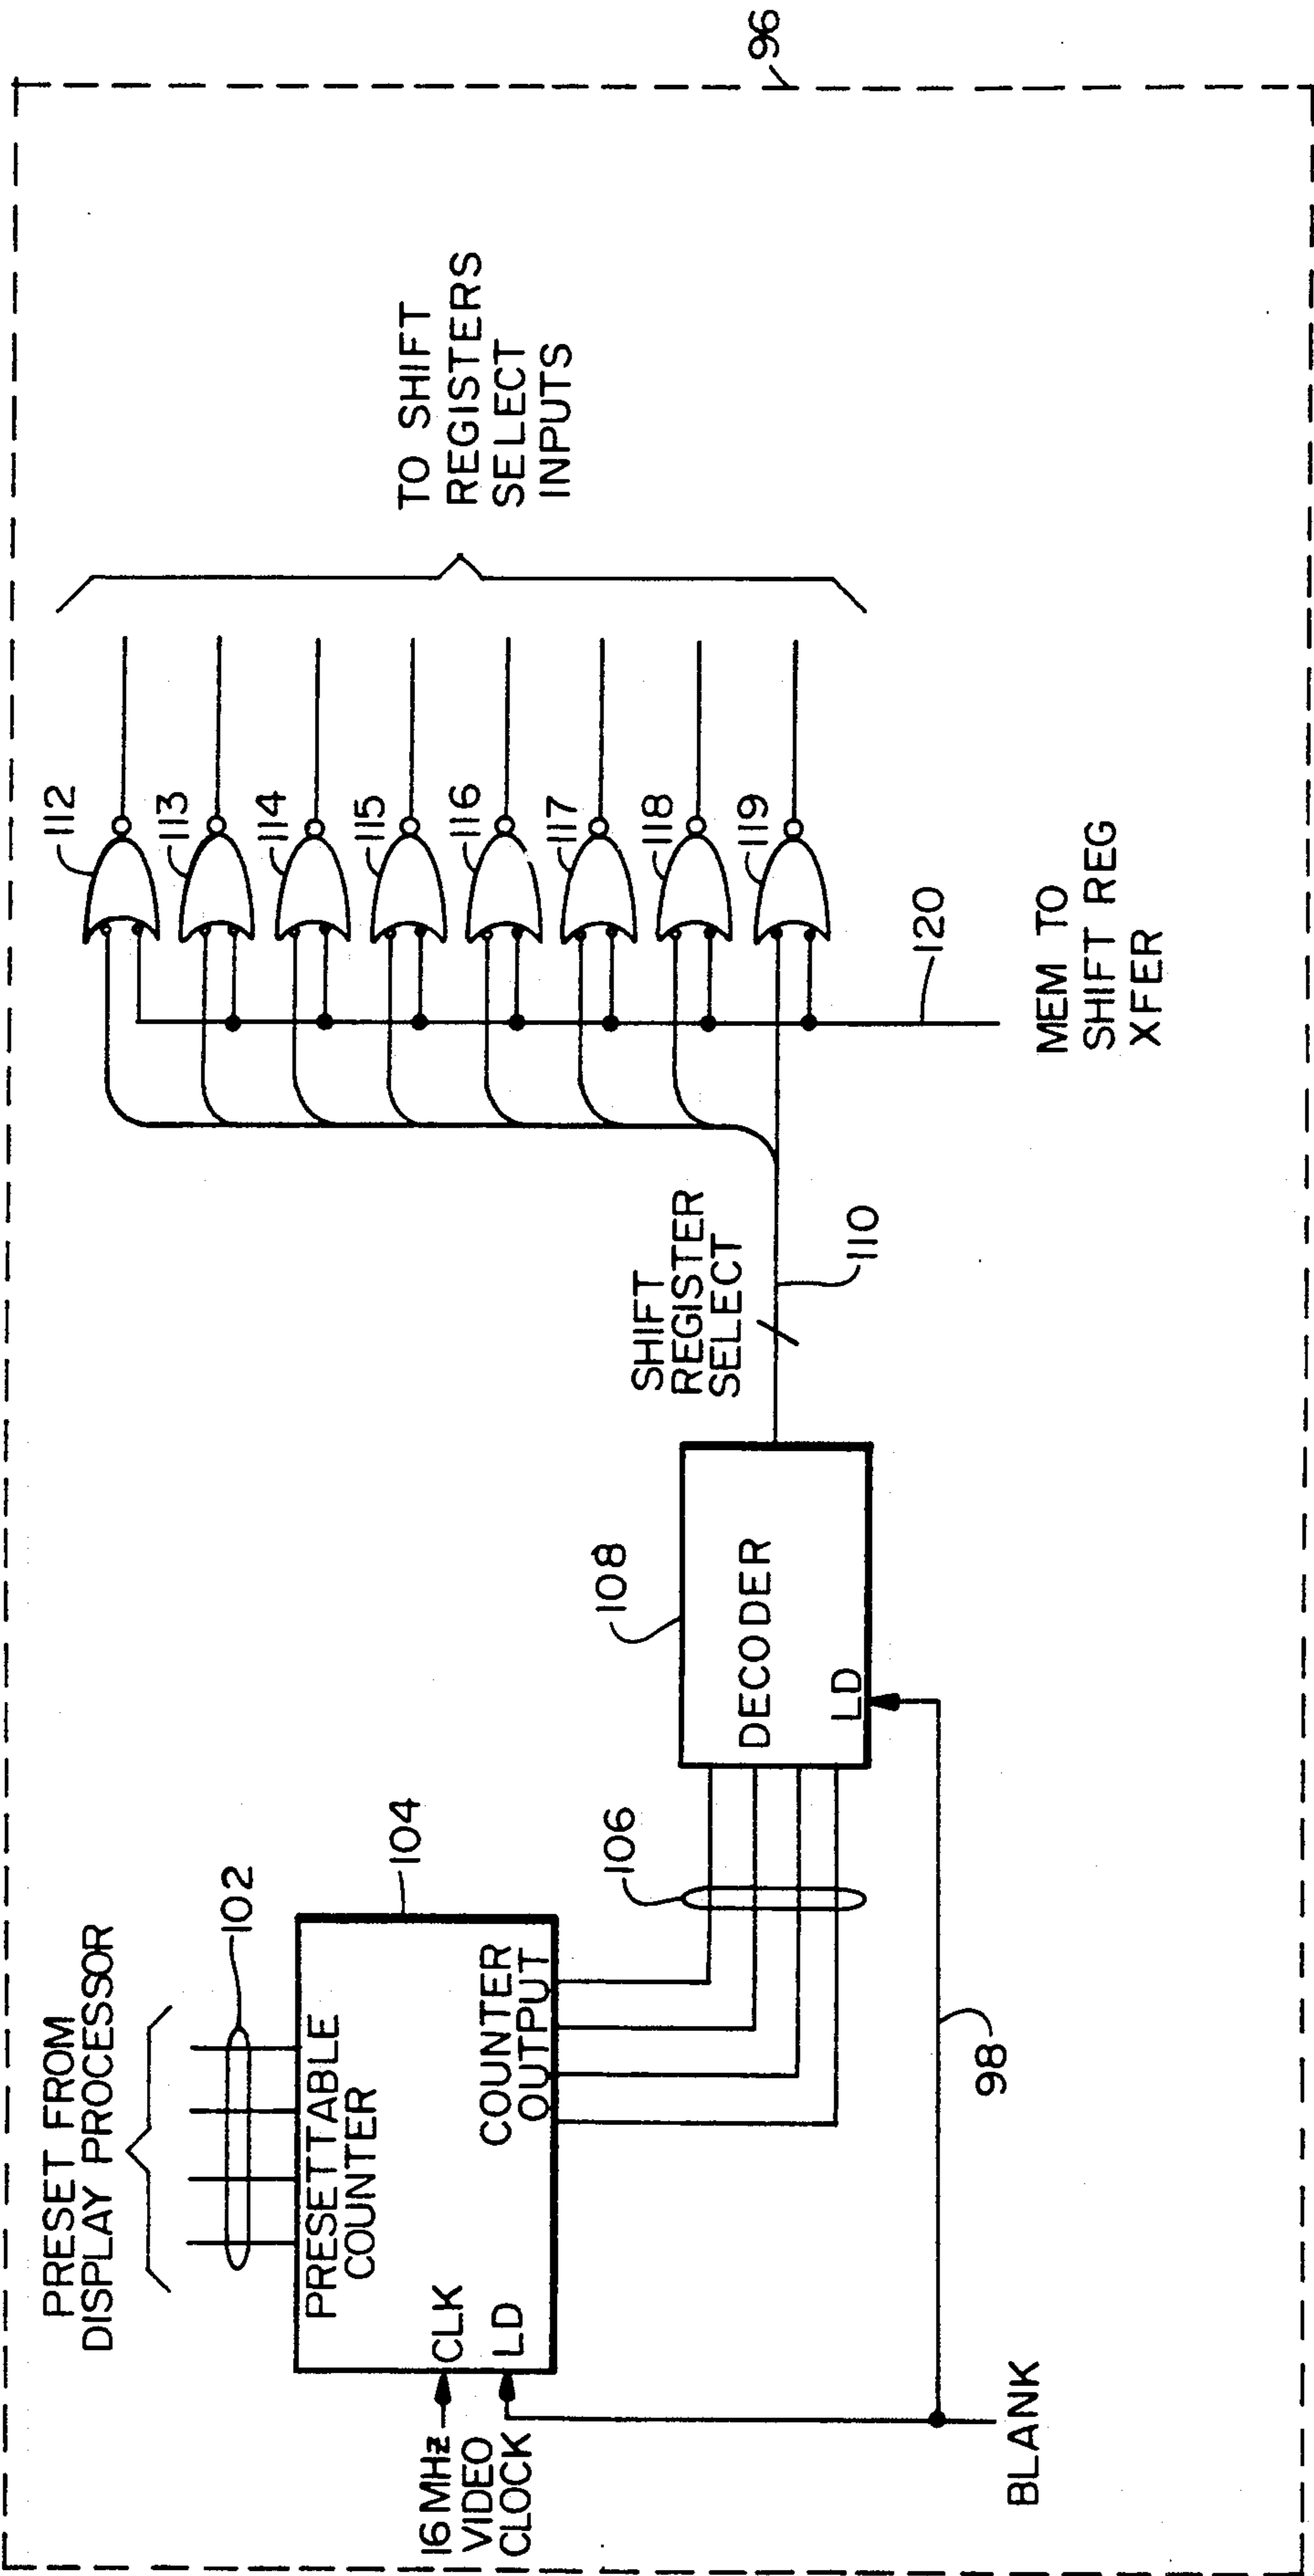 PRESET FROM
DISPLAY PROCESSOR
102
104
PRESETTABLE
COUNTER
16 MHz
VIDEO
CLOCK
CLK
LD
COUNTER
OUTPUT
106
108
DECODER
LD
98
BLANK
SHIFT
REGISTER
SELECT
110
112
113
114
115
116
117
118
119
120
MEM TO
SHIFT REG
XFER
TO SHIFT
REGISTERS
SELECT
INPUTS
96